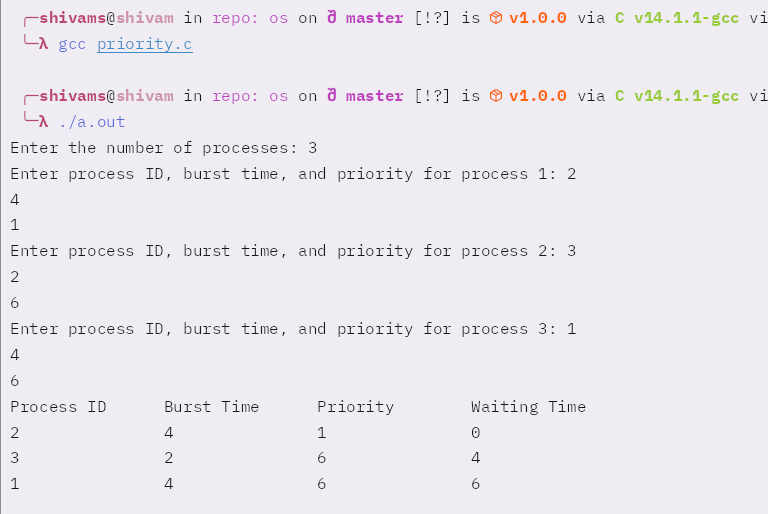 ╭─shivams@shivam in repo: os on  master [!?] is 📦 v1.0.0 via C v14.1.1-gcc vi
╰─λ gcc priority.c
╭─shivams@shivam in repo: os on  master [!?] is 📦 v1.0.0 via C v14.1.1-gcc vi
╰─λ ./a.out
Enter the number of processes: 3
Enter process ID, burst time, and priority for process 1: 2
4
1
Enter process ID, burst time, and priority for process 2: 3
2
6
Enter process ID, burst time, and priority for process 3: 1
4
6
Process ID Burst Time Priority Waiting Time
2 4 1 0
3 2 6 4
1 4 6 6